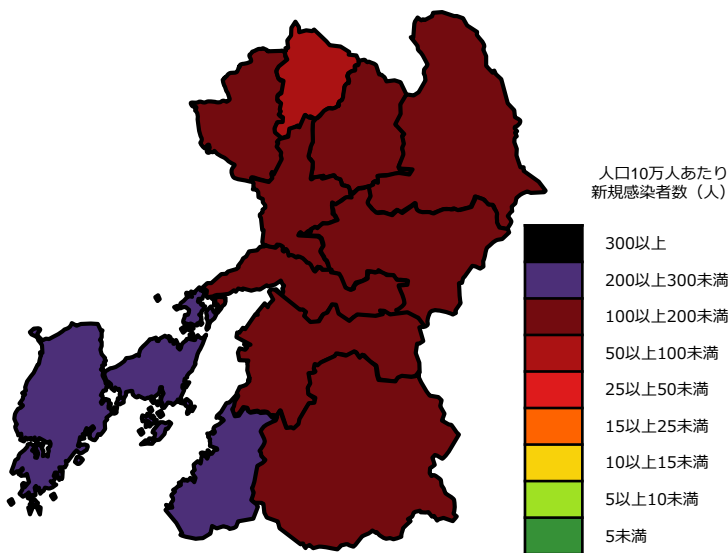 人口10万人あたり
新規感染者数（人）
300以上
200以上300未満
100以上200未満
50以上100未満
25以上50未満
15以上25未満
10以上15未満
5以上10未満
5未満